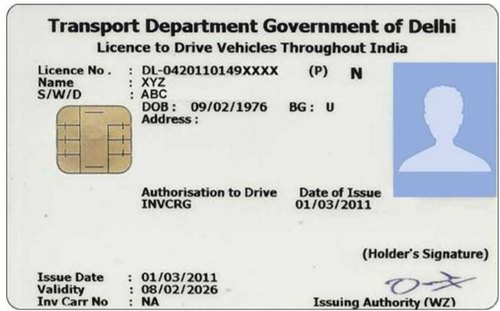 Transport Department Government of Delhi
Licence to Drive Vehicles Throughout India
Licence No . : DL-0420110149XXXX (P) N
Name : XYZ
S/W/D : ABC
DOB : 09/02/1976 BG : U
Address :
Authorisation to Drive Date of Issue
INVCRG 01/03/2011
(Holder's Signature)
Issue Date : 01/03/2011
Validity : 08/02/2026
Inv Carr No : NA Issuing Authority (WZ)